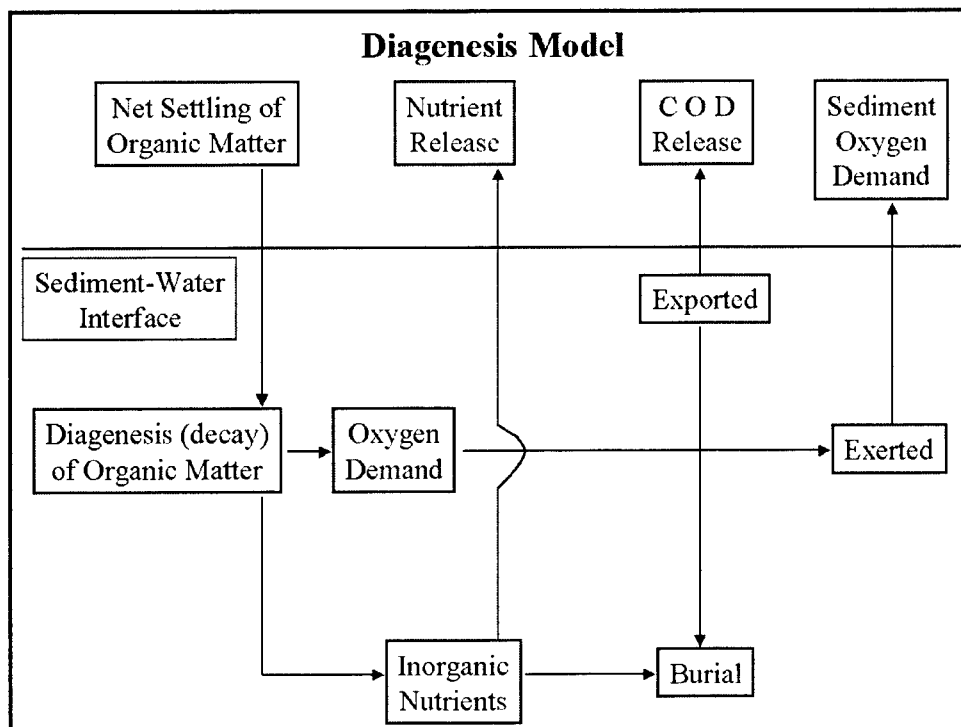 Diagenesis Model
Net Settling of
Organic Matter
Nutrient
Release
C O D
Release
Sediment
Oxygen
Demand
Sediment-Water
Interface
Exported
Diagenesis (decay)
of Organic Matter
Oxygen
Demand
Exerted
Inorganic
Nutrients
Burial